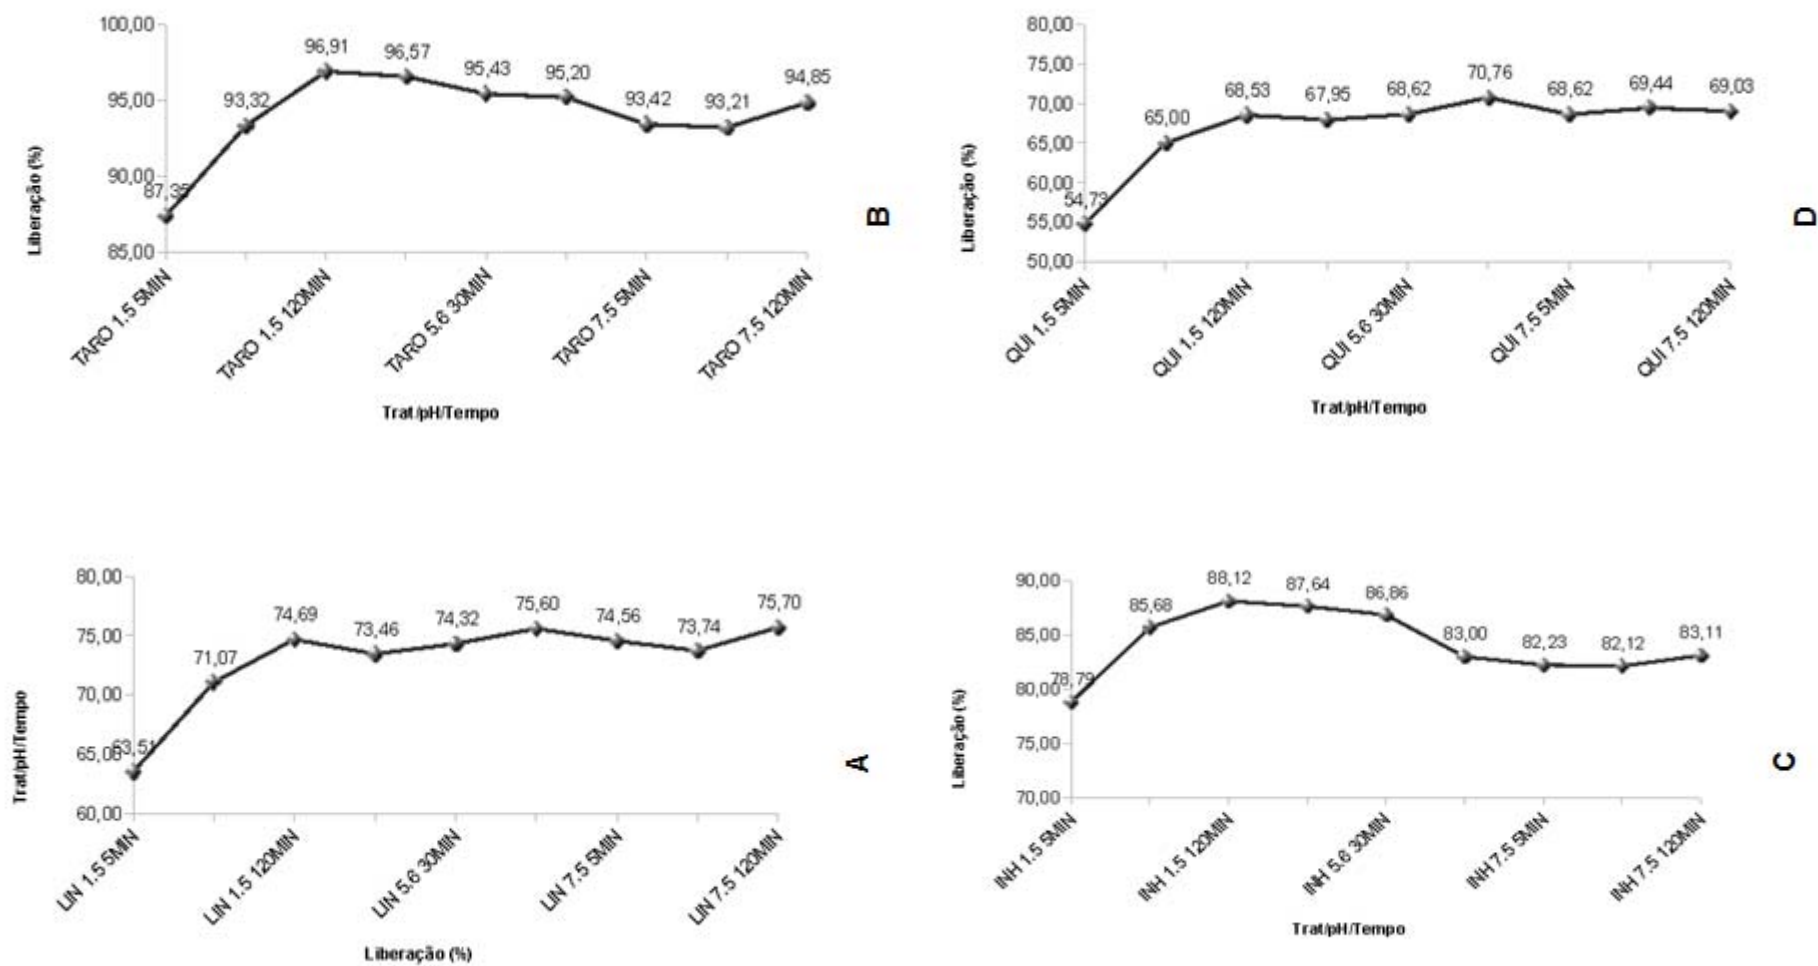 100,00
95,00
90,00
85,00
87,35
93,32
96,91
96,57
95,43
95,20
93,42
93,21
94,85
Liberação (%)
TARO 1.5 5MIN
TARO 1.5 120MIN
TARO 5.6 30MIN
TARO 7.5 5MIN
TARO 7.5 120MIN
Trat/pH/Tempo
B
80,00
75,00
70,00
65,00
60,00
55,00
50,00
54,73
65,00
68,53
67,95
68,62
70,76
68,62
69,44
69,03
Liberação (%)
QUI 1.5 5MIN
QUI 1.5 120MIN
QUI 5.6 30MIN
QUI 7.5 5MIN
QUI 7.5 120MIN
Trat/pH/Tempo
D
80,00
75,00
70,00
65,00
60,00
63,51
71,07
74,69
73,46
74,32
75,60
74,56
73,74
75,70
Trat/pH/Tempo
LIN 1.5 5MIN
LIN 1.5 120MIN
LIN 5.6 30MIN
LIN 7.5 5MIN
LIN 7.5 120MIN
Liberação (%)
A
90,00
85,00
80,00
75,00
70,00
78,79
85,68
88,12
87,64
86,86
83,00
82,23
82,12
83,11
Liberação (%)
INH 1.5 5MIN
INH 1.5 120MIN
INH 5.6 30MIN
INH 7.5 5MIN
INH 7.5 120MIN
Trat/pH/Tempo
C